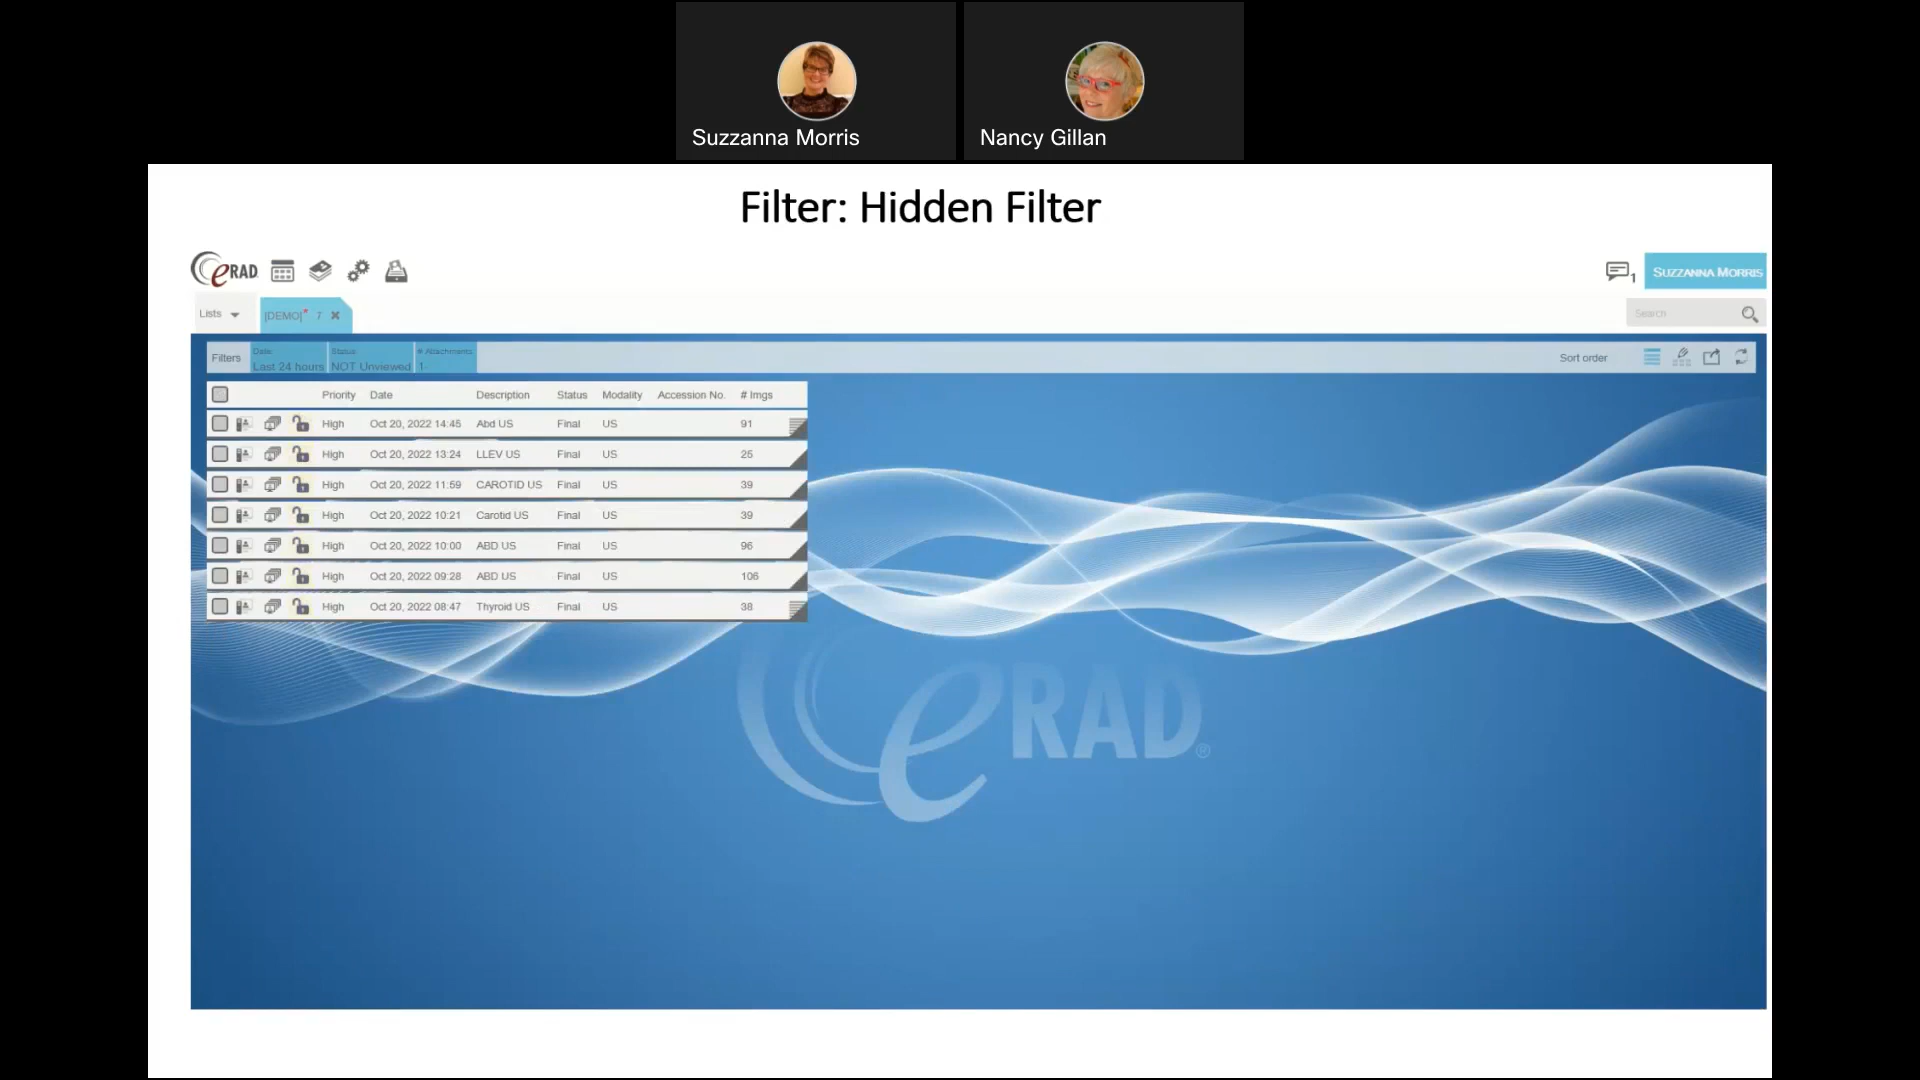 Suzzanna Morris
Nancy Gillan
Filter: Hidden Filter
eRAD
1
SUZZANNA MORRIS
Lists
[DEMO]* 7
Search
Filters
Date Status # Attachments
Last 24 hours NOT Unviewed 1
Sort order
Priority Date Description Status Modality Accession No. # Imgs
High Oct 20, 2022 14:45 Abd US Final US 91
High Oct 20, 2022 13:24 LLEV US Final US 25
High Oct 20, 2022 11:59 CAROTID US Final US 39
High Oct 20, 2022 10:21 Carotid US Final US 39
High Oct 20, 2022 10:00 ABD US Final US 96
High Oct 20, 2022 09:28 ABD US Final US 106
High Oct 20, 2022 08:47 Thyroid US Final US 38
eRAD®